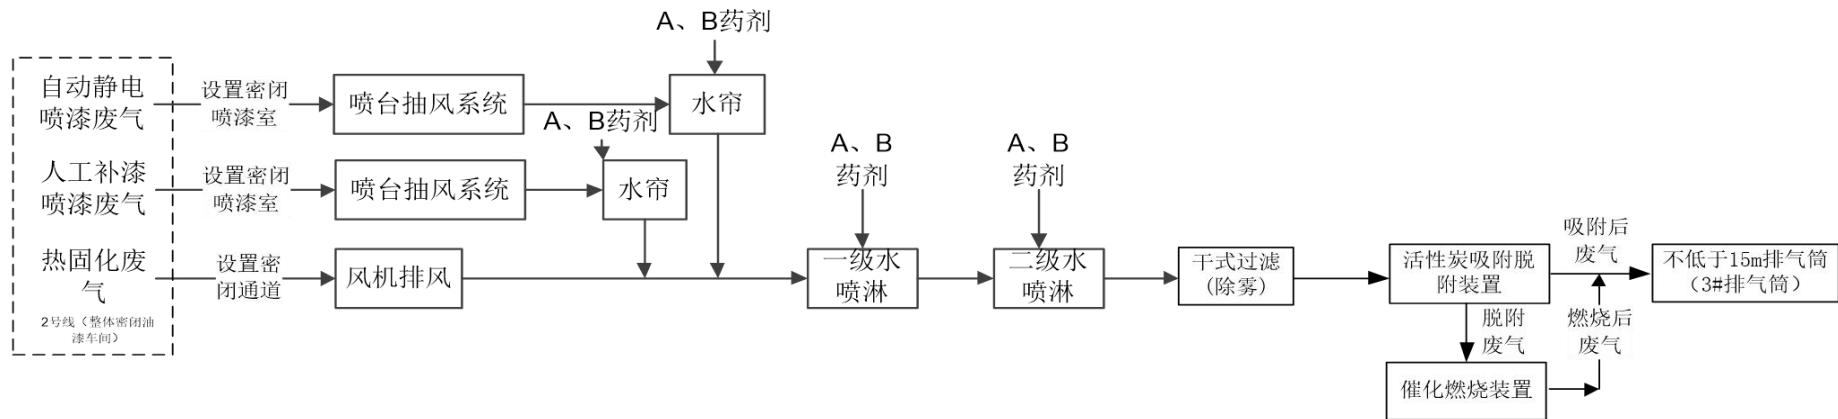 A、B药剂
自动静电
喷漆废气
设置密闭
喷漆室
喷台抽风系统
水帘
A、B药剂
人工补漆
喷漆废气
设置密闭
喷漆室
喷台抽风系统
水帘
A、B
药剂
A、B
药剂
热固化废
气
设置密
闭通道
风机排风
一级水
喷淋
二级水
喷淋
干式过滤
(除雾)
活性炭吸附脱
附装置
吸附后
废气
不低于15m排气筒
（3#排气筒）
2号线（整体密闭油
漆车间）
脱附
废气
燃烧后
废气
催化燃烧装置